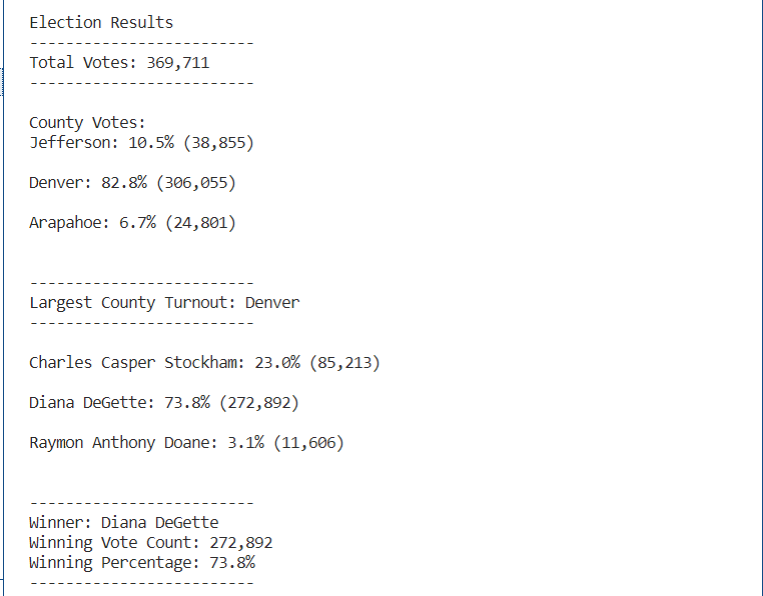 Election Results
-------------------------
Total Votes: 369,711
-------------------------
County Votes:
Jefferson: 10.5% (38,855)
Denver: 82.8% (306,055)
Arapahoe: 6.7% (24,801)
-------------------------
Largest County Turnout: Denver
-------------------------
Charles Casper Stockham: 23.0% (85,213)
Diana DeGette: 73.8% (272,892)
Raymon Anthony Doane: 3.1% (11,606)
-------------------------
Winner: Diana DeGette
Winning Vote Count: 272,892
Winning Percentage: 73.8%
-------------------------